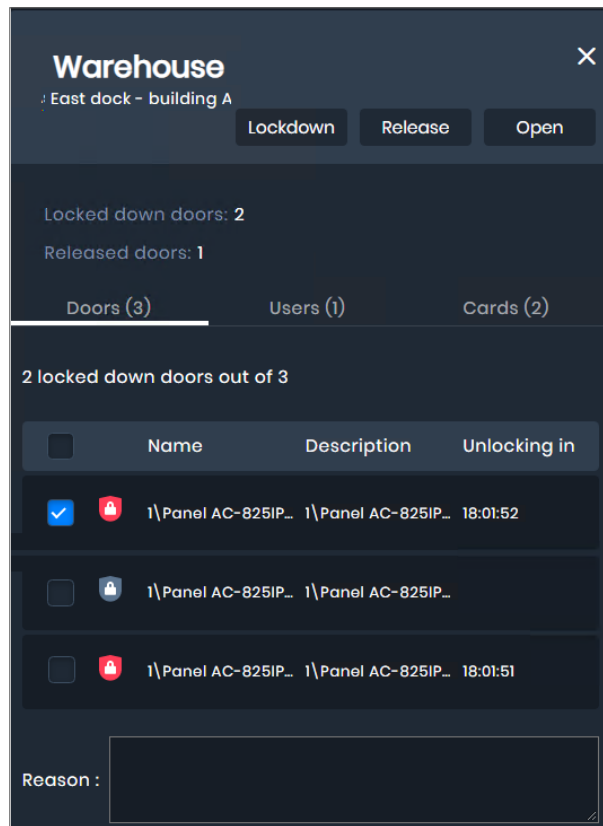 Warehouse
East dock - building A
Lockdown Release Open
Locked down doors: 2
Released doors: 1
Doors (3) Users (1) Cards (2)
2 locked down doors out of 3
Name Description Unlocking in
1\Panel AC-825IP... 1\Panel AC-825IP... 18:01:52
1\Panel AC-825IP... 1\Panel AC-825IP...
1\Panel AC-825IP... 1\Panel AC-825IP... 18:01:51
Reason :